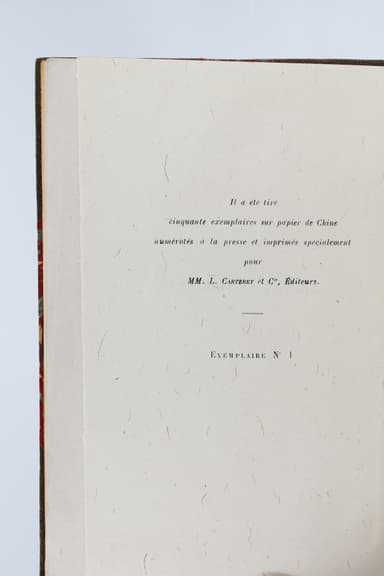 Il a été tiré
cinquante exemplaires sur papier de Chine
numérotés à la presse et imprimés spécialement
pour
MM. L. CARTERET et Cie, Éditeurs.
EXEMPLAIRE No 1